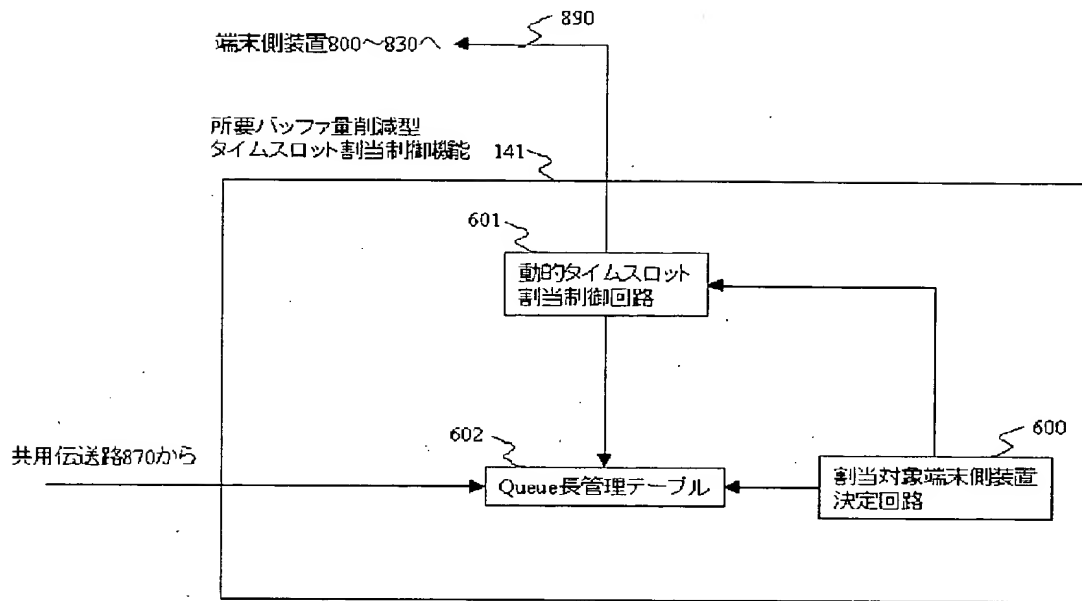 890
端末側装置800～830へ
所要バッファ量削減型
タイムスロット割当制御機能 141
601
動的タイムスロット
割当制御回路
600
602
共用伝送路870から
Queue長管理テーブル
割当対象端末側装置
決定回路